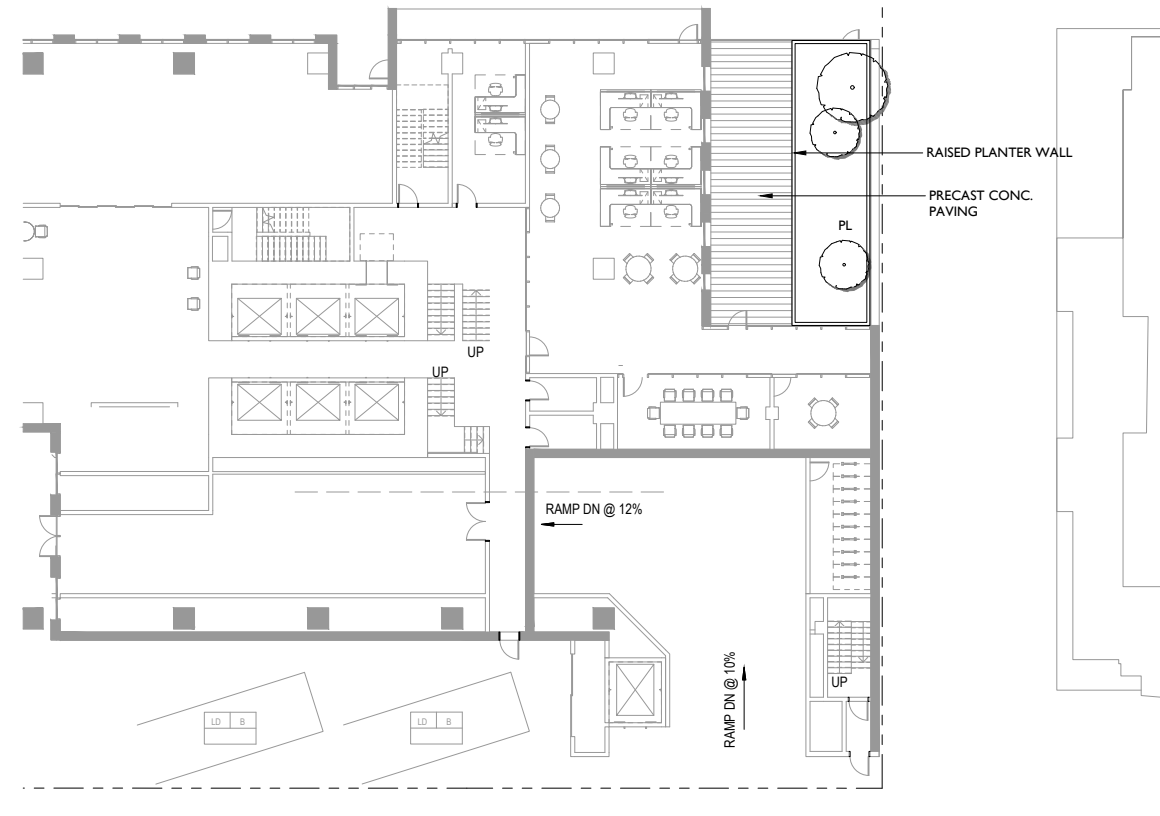 RAISED PLANTER WALL
PRECAST CONC.
PAVING
PL
UP
UP
RAMP DN @ 12%
RAMP DN @ 10%
UP
LD B
LD B